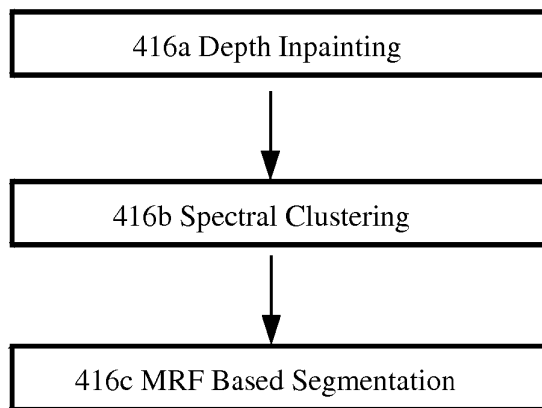 416a Depth Inpainting
416b Spectral Clustering
416c MRF Based Segmentation